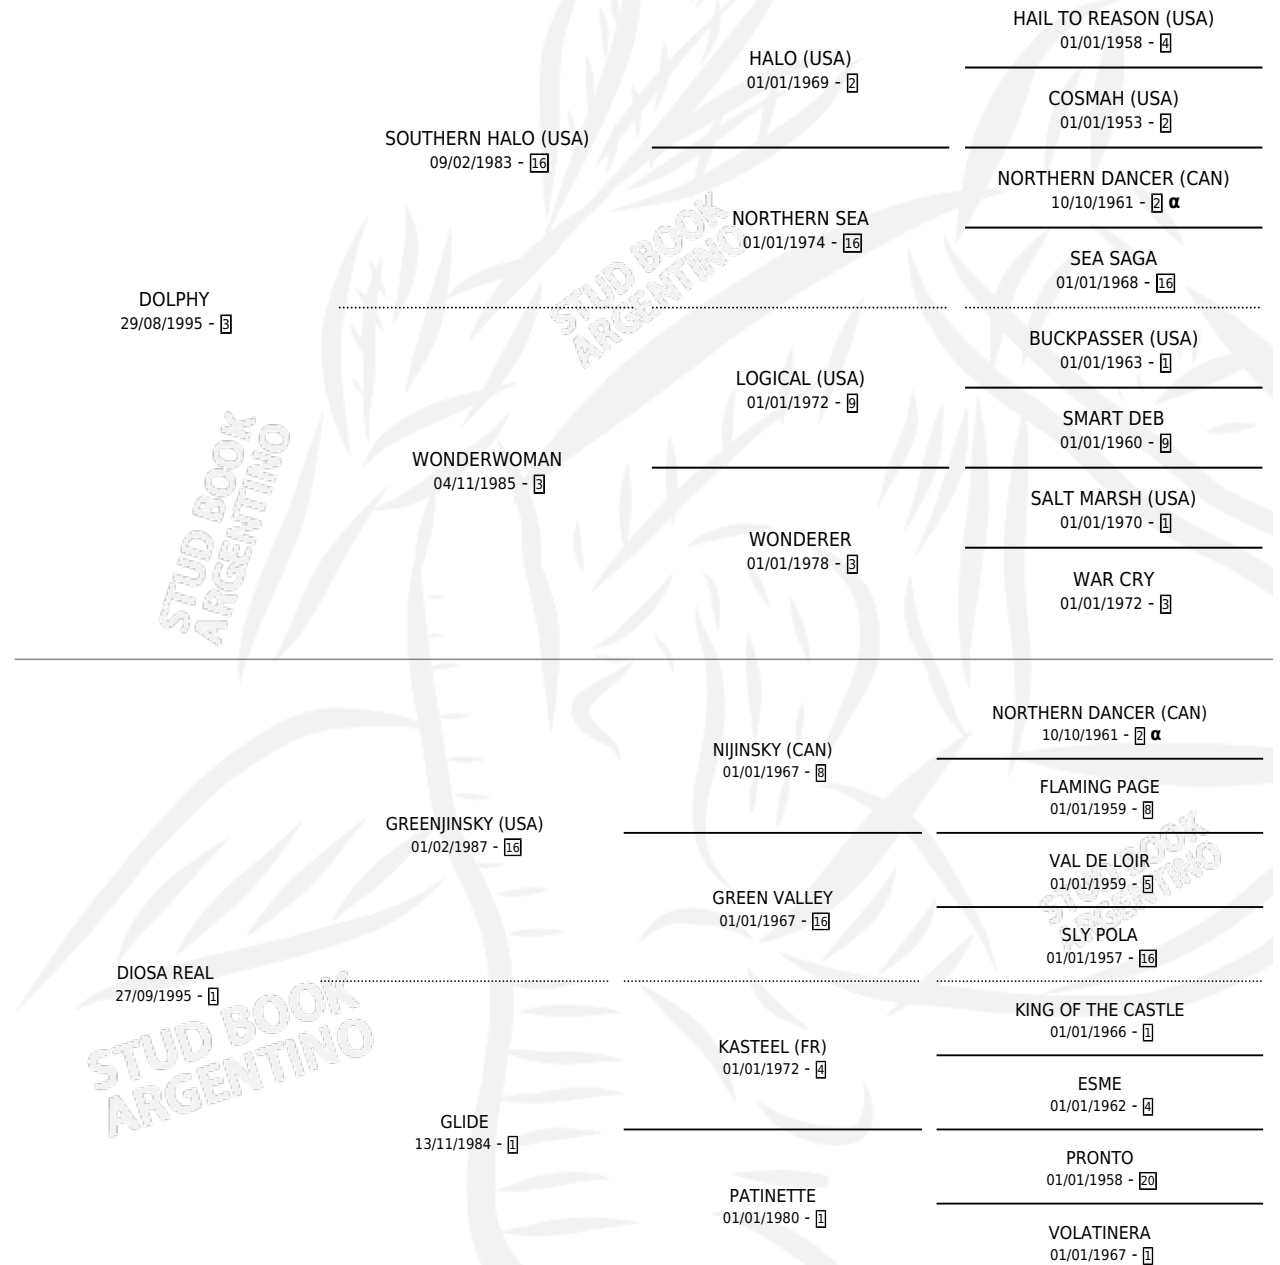 HAIL TO REASON (USA)
01/01/1958 - 4
HALO (USA)
01/01/1969 - 2
COSMAH (USA)
01/01/1953 - 2
SOUTHERN HALO (USA)
09/02/1983 - 16
NORTHERN DANCER (CAN)
10/10/1961 - 2 α
NORTHERN SEA
01/01/1974 - 16
SEA SAGA
01/01/1968 - 16
DOLPHY
29/08/1995 - 3
BUCKPASSER (USA)
01/01/1963 - 1
LOGICAL (USA)
01/01/1972 - 9
SMART DEB
01/01/1960 - 9
WONDERWOMAN
04/11/1985 - 3
SALT MARSH (USA)
01/01/1970 - 1
WONDERER
01/01/1978 - 3
WAR CRY
01/01/1972 - 3
STUD BOOK
ARGENTINO
STUD BOOK
ARGENTINO
NORTHERN DANCER (CAN)
10/10/1961 - 2 α
NIJINSKY (CAN)
01/01/1967 - 8
FLAMING PAGE
01/01/1959 - 8
GREENJINSKY (USA)
01/02/1987 - 16
VAL DE LOIR
01/01/1959 - 5
GREEN VALLEY
01/01/1967 - 16
SLY POLA
01/01/1957 - 16
DIOSA REAL
27/09/1995 - 1
KING OF THE CASTLE
01/01/1966 - 1
KASTEEL (FR)
01/01/1972 - 4
ESME
01/01/1962 - 4
GLIDE
13/11/1984 - 1
PRONTO
01/01/1958 - 20
PATINETTE
01/01/1980 - 1
VOLATINERA
01/01/1967 - 1
STUD BOOK
ARGENTINO
STUD BOOK
ARGENTINO